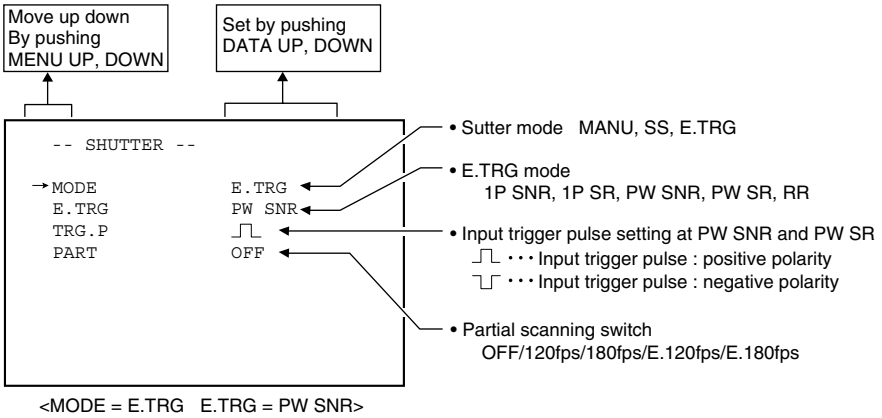 Move up down
By pushing
MENU UP, DOWN
Set by pushing
DATA UP, DOWN
-- SHUTTER --
→MODE E.TRG
E.TRG PW SNR
TRG.P
PART OFF
• Sutter mode MANU, SS, E.TRG
• E.TRG mode
1P SNR, 1P SR, PW SNR, PW SR, RR
• Input trigger pulse setting at PW SNR and PW SR
··· Input trigger pulse : positive polarity
··· Input trigger pulse : negative polarity
• Partial scanning switch
OFF/120fps/180fps/E.120fps/E.180fps
<MODE = E.TRG E.TRG = PW SNR>